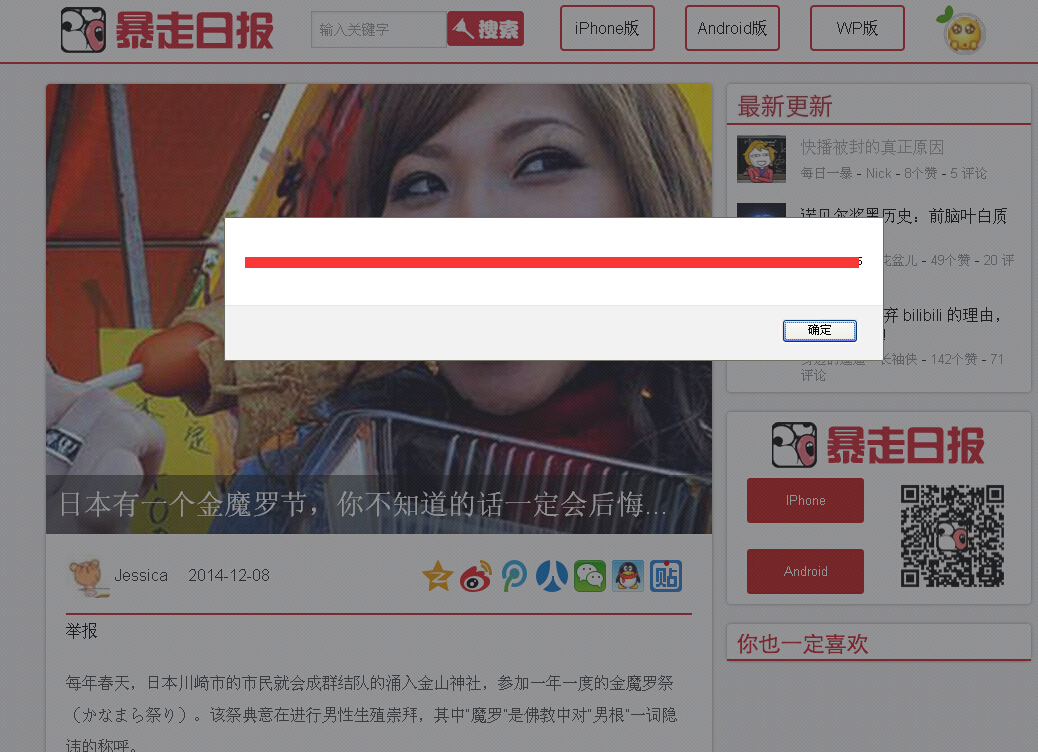 暴走日报
输入关键字
搜索
iPhone版
Android版
WP版
最新更新
快播被封的真正原因
每日一暴 - Nick - 8个赞 - 5 评论
诺贝尔奖黑历史：前脑叶白质
花盆儿 - 49个赞 - 20 评
弃 bilibili 的理由，
长袖侠 - 142个赞 - 71
评论
确定
日本有一个金魔罗节，你不知道的话一定会后悔...
暴走日报
IPhone
Android
Jessica 2014-12-08
贴
举报
你也一定喜欢
每年春天，日本川崎市的市民就会成群结队的涌入金山神社，参加一年一度的金魔罗祭
（かなまら祭り）。该祭典意在进行男性生殖崇拜，其中"魔罗"是佛教中对"男根"一词隐
讳的称呼。